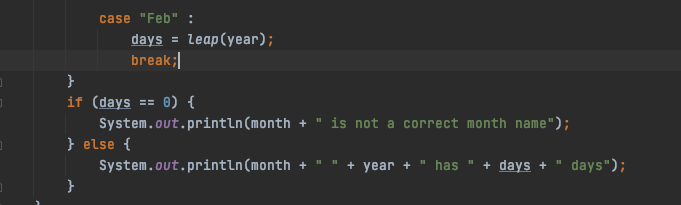 case "Feb" :
days = leap(year);
break;
}
if (days == 0) {
System.out.println(month + " is not a correct month name");
} else {
System.out.println(month + " " + year + " has " + days + " days");
}